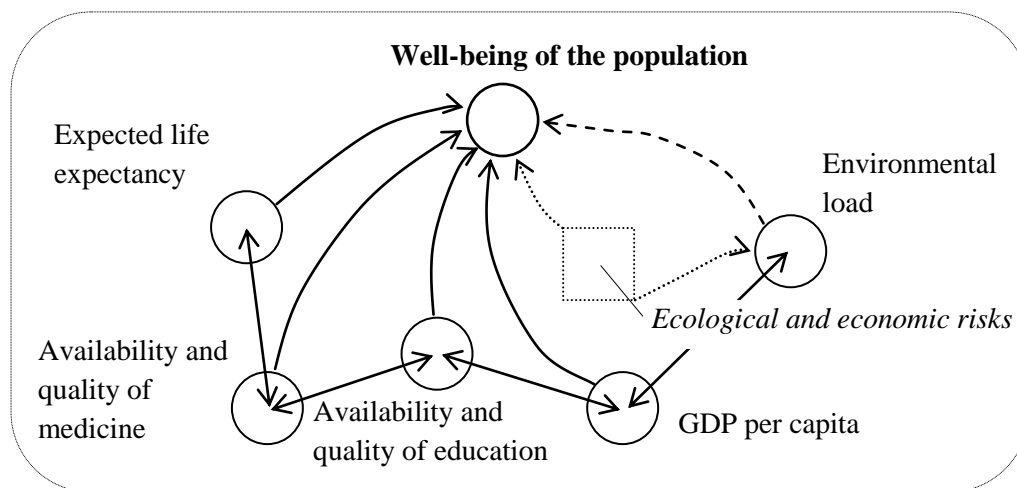 Well-being of the population
Expected life
expectancy
Environmental
load
Ecological and economic risks
Availability and
quality of
medicine
Availability and
quality of education
GDP per capita